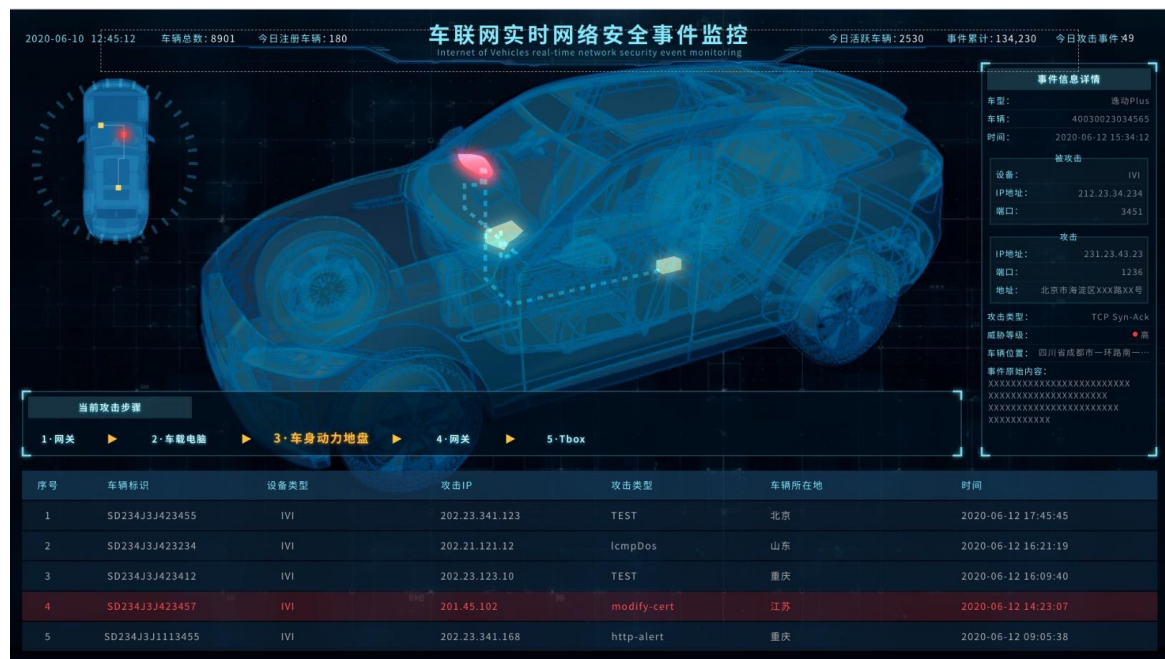 2020-06-10 12:45:12 车辆总数:8901 今日注册车辆:180 车联网实时网络安全事件监控 今日活跃车辆:2530 事件累计:134,230 今日攻击事件:49
Internet of Vehicles real-time network security event monitoring
事件信息详情
车型: 逸动Plus
车辆: 40030023034565
时间: 2020-06-12 15:34:12
被攻击
设备: IVI
IP地址: 212.23.34.234
端口: 3451
攻击
IP地址: 231.23.43.23
端口: 1236
地址: 北京市海淀区XXX路XX号
攻击类型: TCP Syn-Ack
威胁等级: 高
车辆位置: 四川省成都市一环路南一…
事件原始内容:
XXXXXXXXXXXXXXXXXXXXXXXXX
XXXXXXXXXXXXXXXXXXXXX
XXXXXXXXXXXXXXXXXXXXXXX
XXXXXXXXXXX
当前攻击步骤
1·网关 2·车载电脑 3·车身动力地盘 4·网关 5·Tbox
序号 车辆标识 设备类型 攻击IP 攻击类型 车辆所在地 时间
1 SD234J3J423455 IVI 202.23.341.123 TEST 北京 2020-06-12 17:45:45
2 SD234J3J423234 IVI 202.21.121.12 IcmpDos 山东 2020-06-12 16:21:19
3 SD234J3J423412 IVI 202.23.123.10 TEST 重庆 2020-06-12 16:09:40
4 SD234J3J423457 IVI 201.45.102 modify-cert 江苏 2020-06-12 14:23:07
5 SD234J3J1113455 IVI 202.23.341.168 http-alert 重庆 2020-06-12 09:05:38